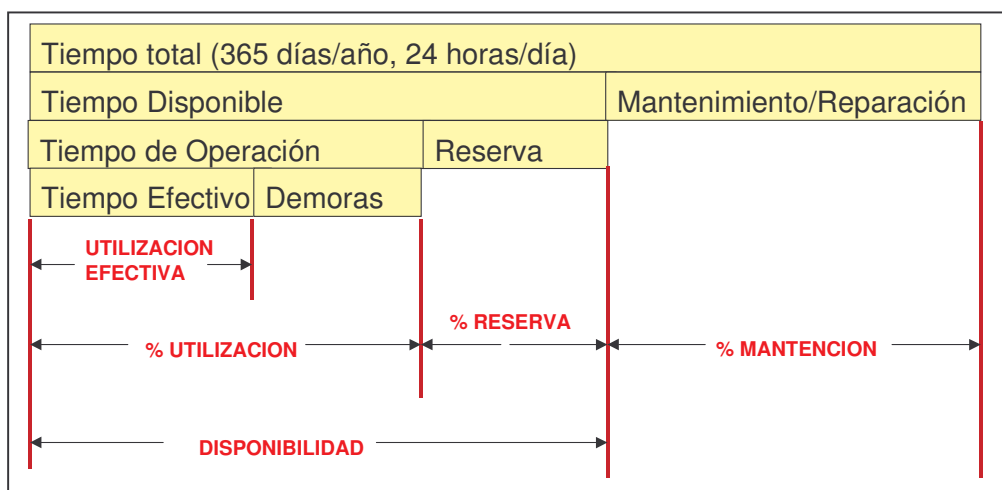 Tiempo total (365 días/año, 24 horas/día)
Tiempo Disponible
Mantenimiento/Reparación
Tiempo de Operación
Reserva
Tiempo Efectivo
Demoras
UTILIZACION
EFECTIVA
% RESERVA
% UTILIZACION
% MANTENCION
DISPONIBILIDAD